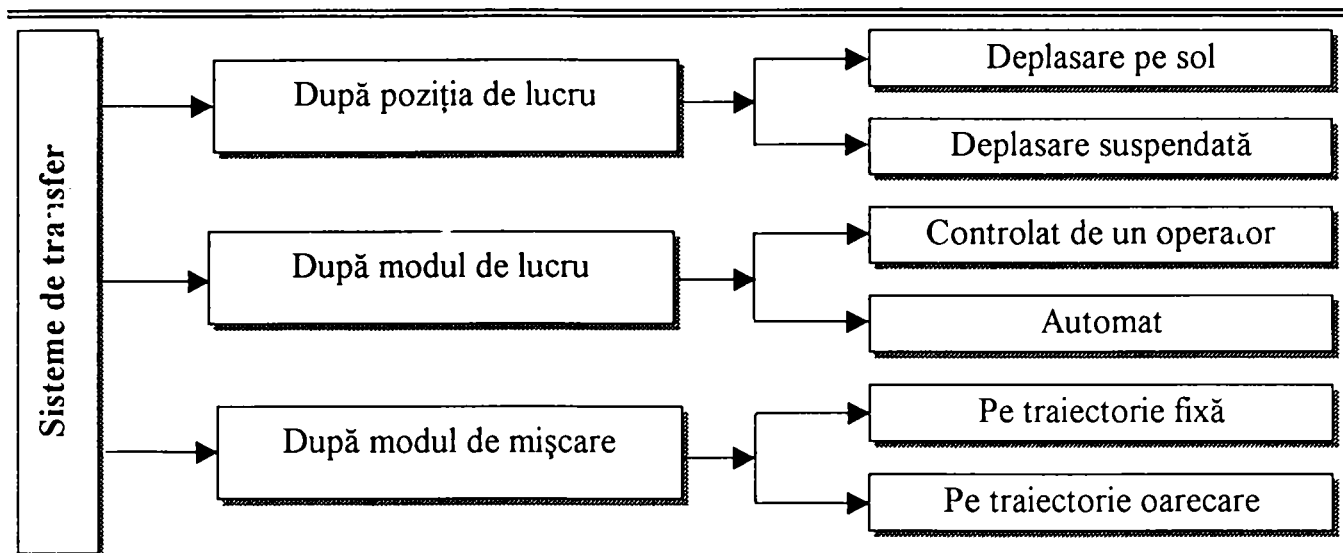 Sisteme de transfer
După poziția de lucru
Deplasare pe sol
Deplasare suspendată
După modul de lucru
Controlat de un operator
Automat
După modul de mişcare
Pe traiectorie fixă
Pe traiectorie oarecare